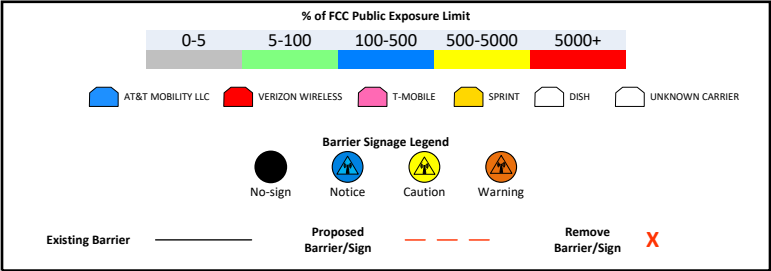 % of FCC Public Exposure Limit
0-5 5-100 100-500 500-5000 5000+
AT&T MOBILITY LLC VERIZON WIRELESS T-MOBILE SPRINT DISH UNKNOWN CARRIER
Barrier Signage Legend
No-sign Notice Caution Warning
Existing Barrier Proposed Barrier/Sign Remove Barrier/Sign X